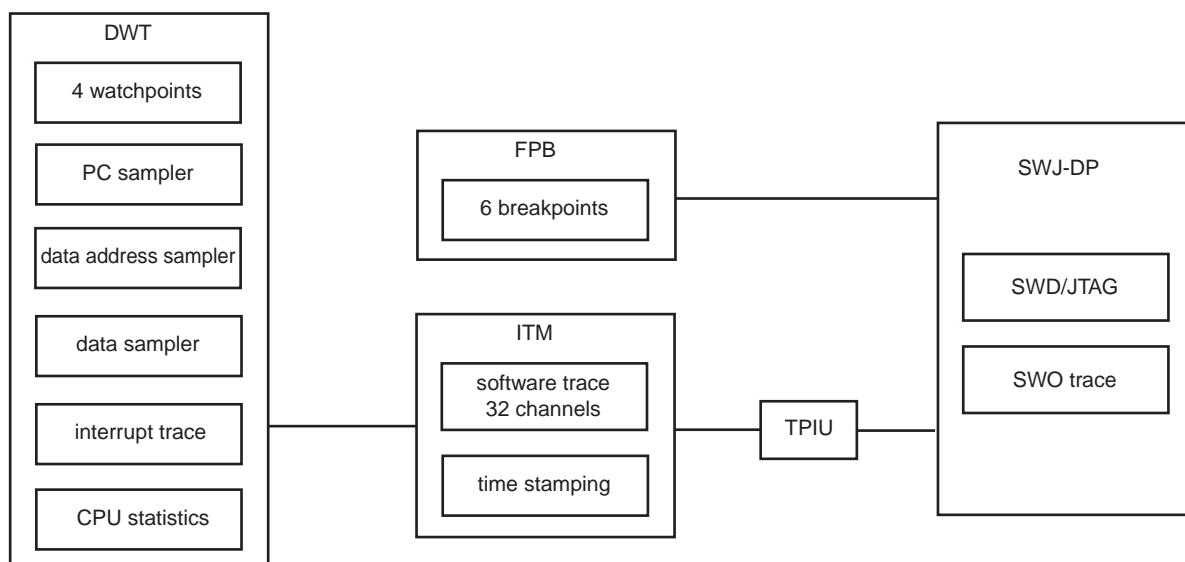 DWT
4 watchpoints
PC sampler
data address sampler
data sampler
interrupt trace
CPU statistics
FPB
6 breakpoints
ITM
software trace
32 channels
time stamping
TPIU
SWJ-DP
SWD/JTAG
SWO trace